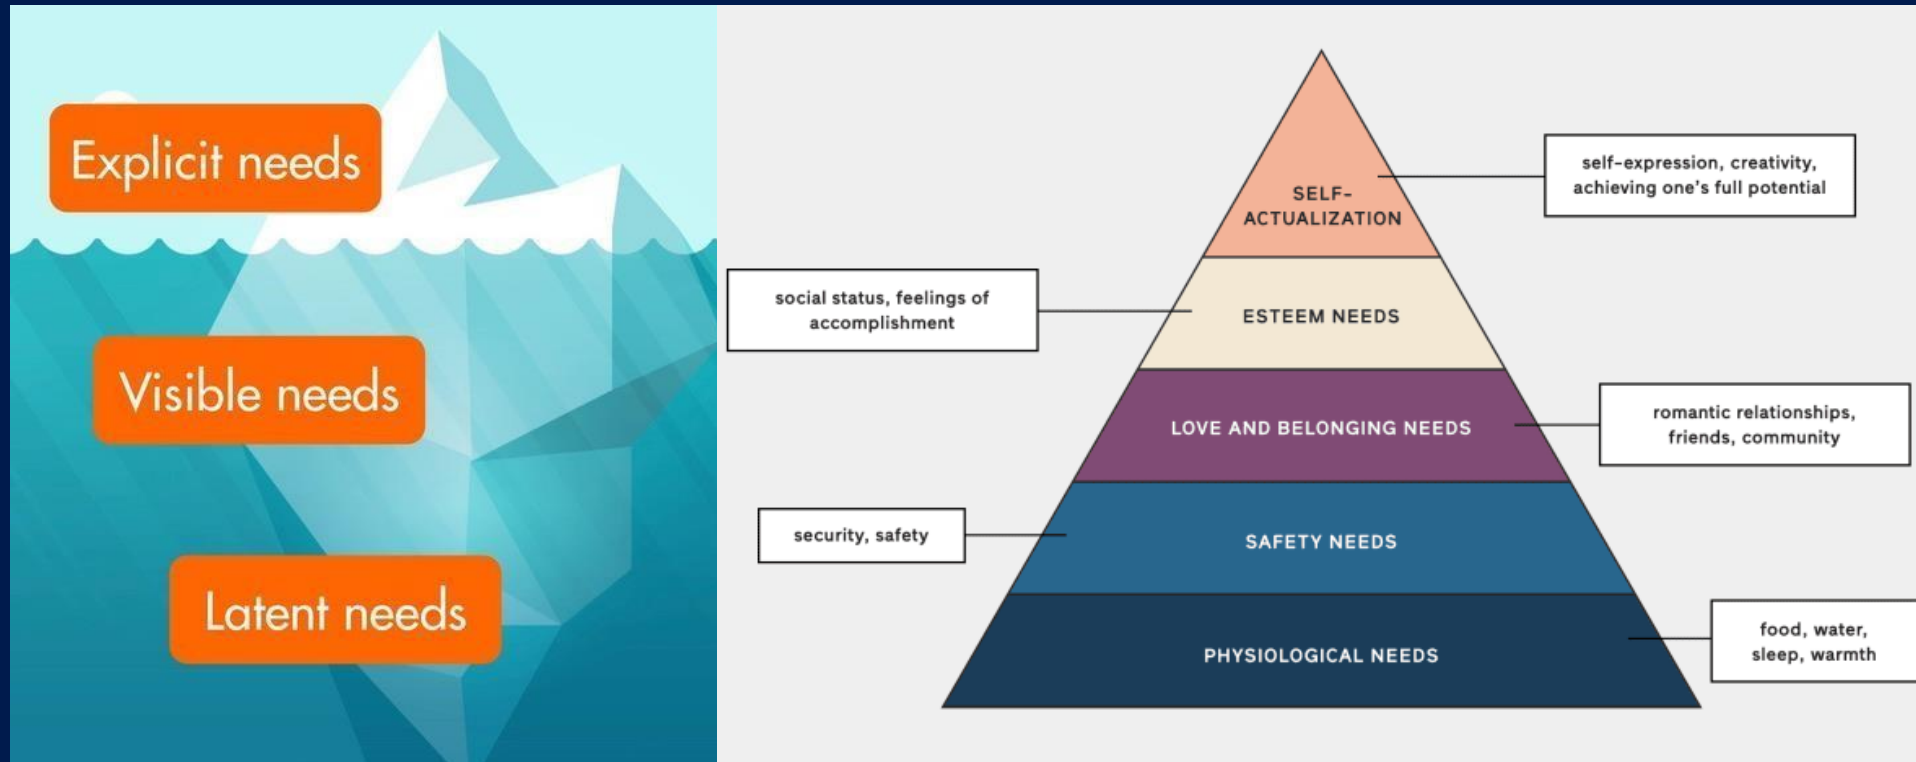 Explicit needs
Visible needs
Latent needs
self-expression, creativity,
achieving one's full potential
SELF-
ACTUALIZATION
social status, feelings of
accomplishment
ESTEEM NEEDS
LOVE AND BELONGING NEEDS
romantic relationships,
friends, community
security, safety
SAFETY NEEDS
PHYSIOLOGICAL NEEDS
food, water,
sleep, warmth